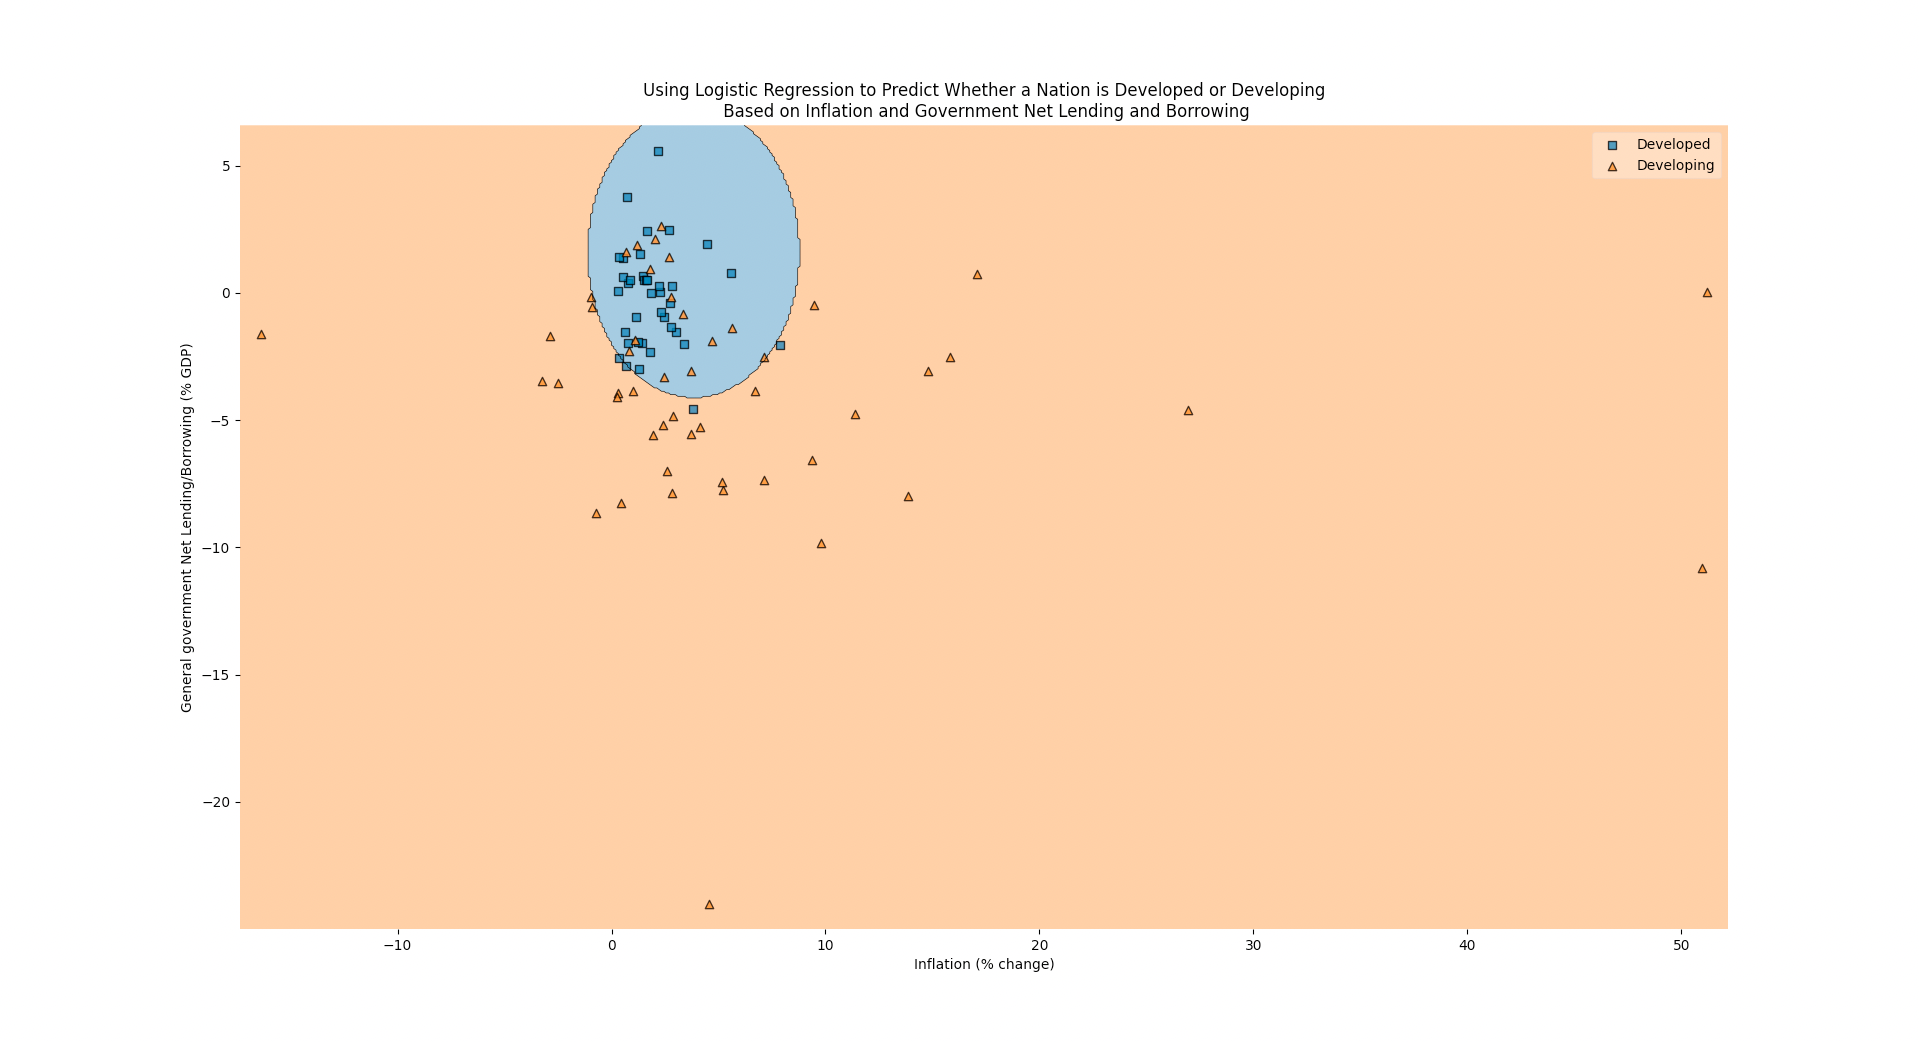 Using Logistic Regression to Predict Whether a Nation is Developed or Developing
Based on Inflation and Government Net Lending and Borrowing
Developed
Developing
General government Net Lending/Borrowing (% GDP)
5
0
−5
−10
−15
−20
−10
0
10
20
30
40
50
Inflation (% change)